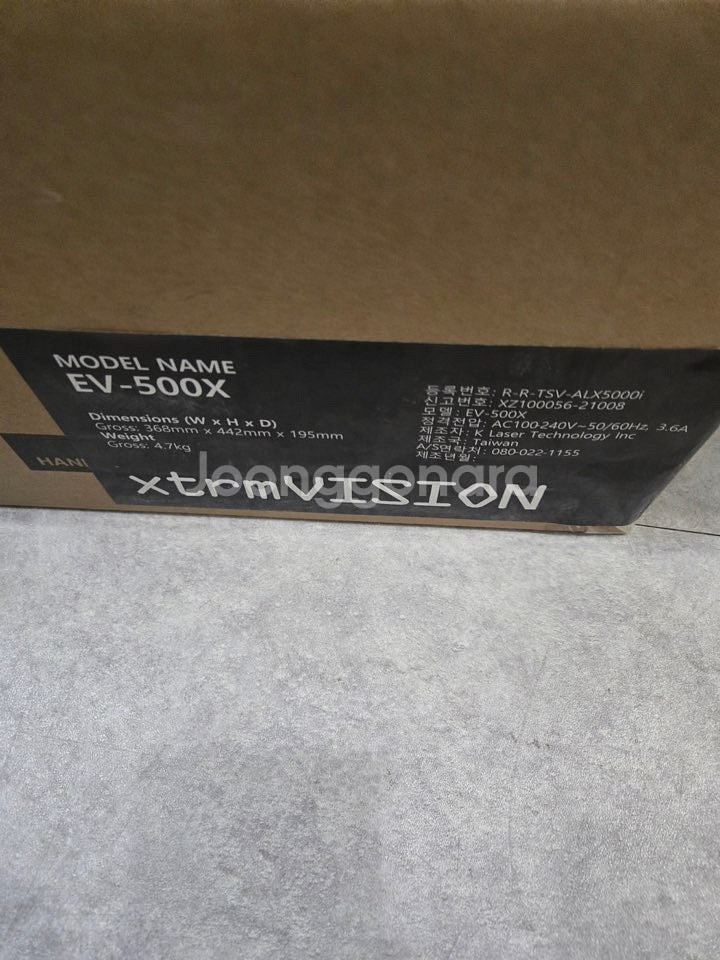 MODEL NAME
EV-500X
Dimensions (W x H x D)
Gross: 368mm x 442mm x 195mm
Weight
Gross: 4.7kg
등록번호: R-R-TSV-ALX5000i
신고번호: XZ100056-21008
모델 : EV-500X
정격전압: AC100240V~50/60Hz, 3.6A
제조자: K Laser Technology Inc
제조국: Taiwan
A/S연락처: 080-022-1155
제조년월:
Joonggonara
xtrmVISION